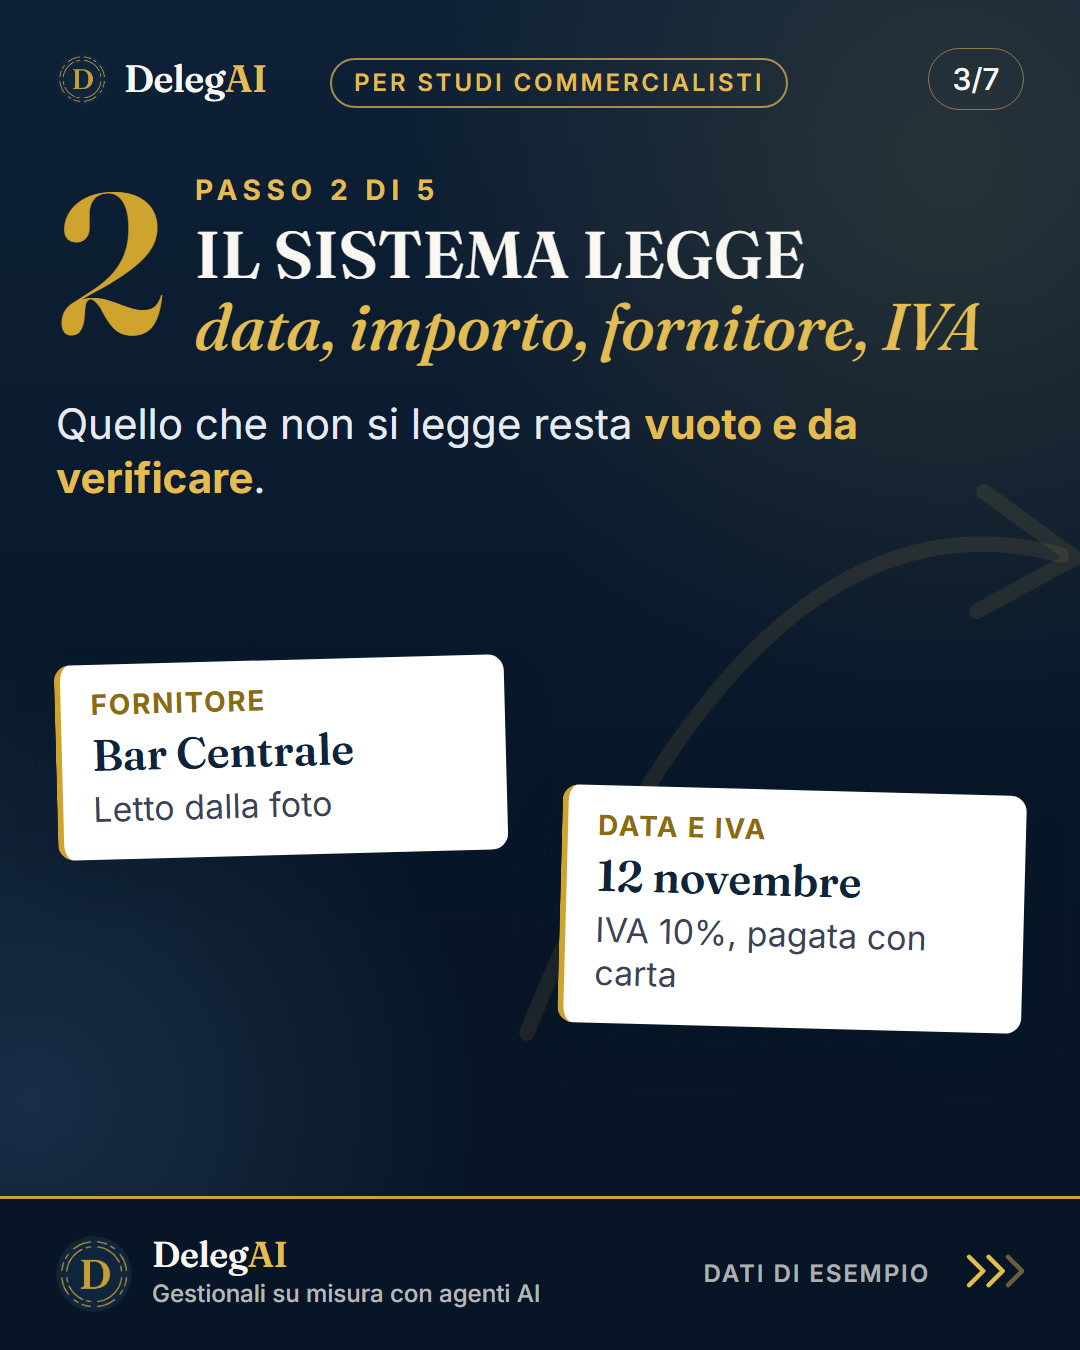 D DelegAI
PER STUDI COMMERCIALISTI
3/7
2
PASSO 2 DI 5
IL SISTEMA LEGGE
data, importo, fornitore, IVA
Quello che non si legge resta vuoto e da
verificare.
FORNITORE
Bar Centrale
Letto dalla foto
DATA E IVA
12 novembre
IVA 10%, pagata con
carta
D DelegAI
Gestionali su misura con agenti AI
DATI DI ESEMPIO